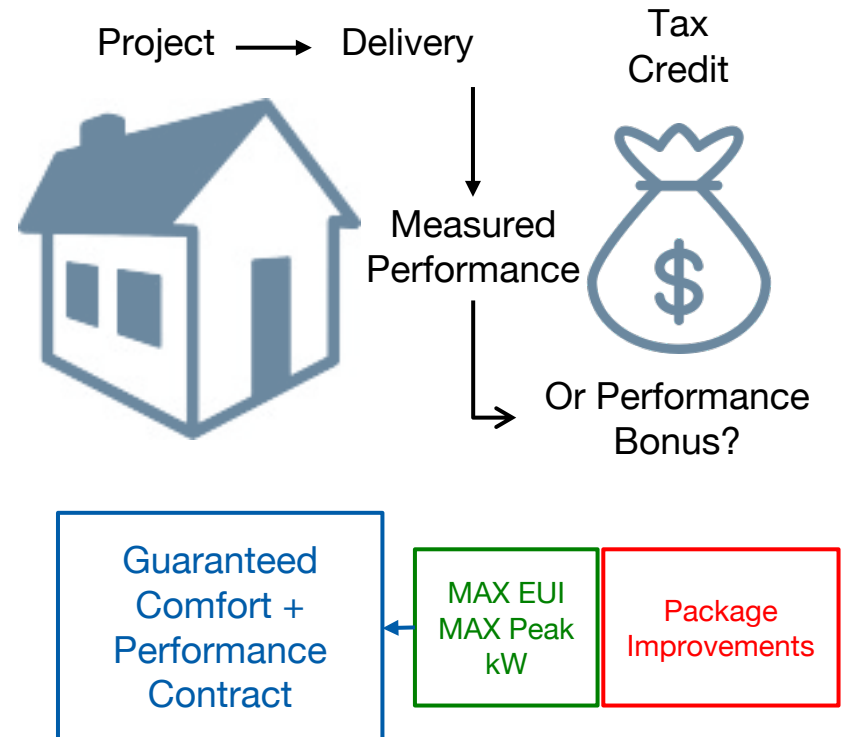 Project
Delivery
Tax
Credit
Measured
Performance
$
Or Performance
Bonus?
Guaranteed
Comfort +
Performance
Contract
MAX EUI
MAX Peak
kW
Package
Improvements